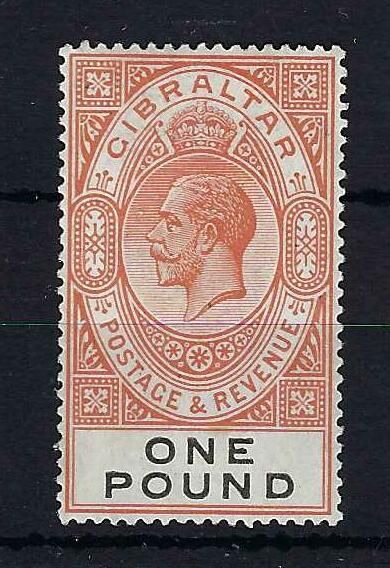 GIBRALTAR
POSTAGE & REVENUE
ONE
POUND